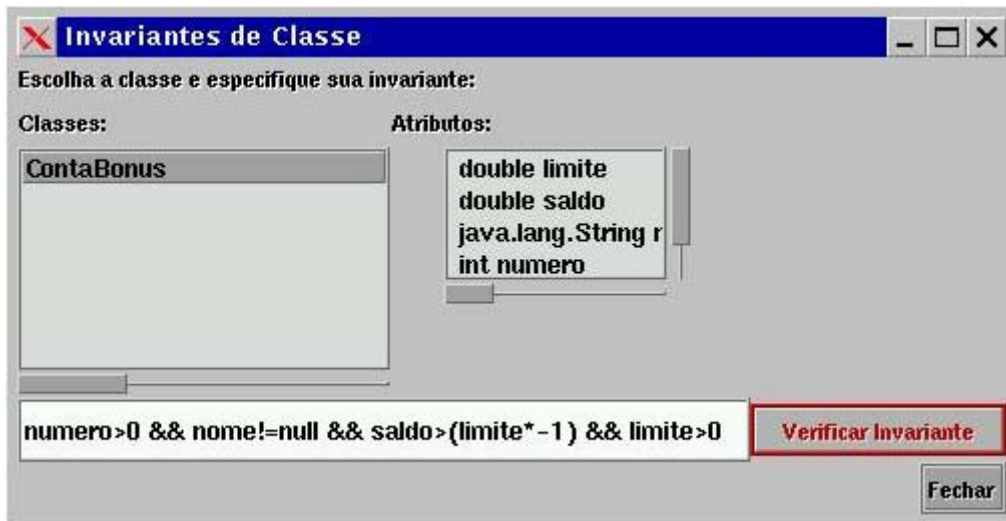 Invariantes de Classe
Escolha a classe e especifique sua invariante:
Classes:
Atributos:
ContaBonus
double limite
double saldo
java.lang.String r
int numero
numero>0 && nome!=null && saldo>(limite*-1) && limite>0
Verificar Invariante
Fechar